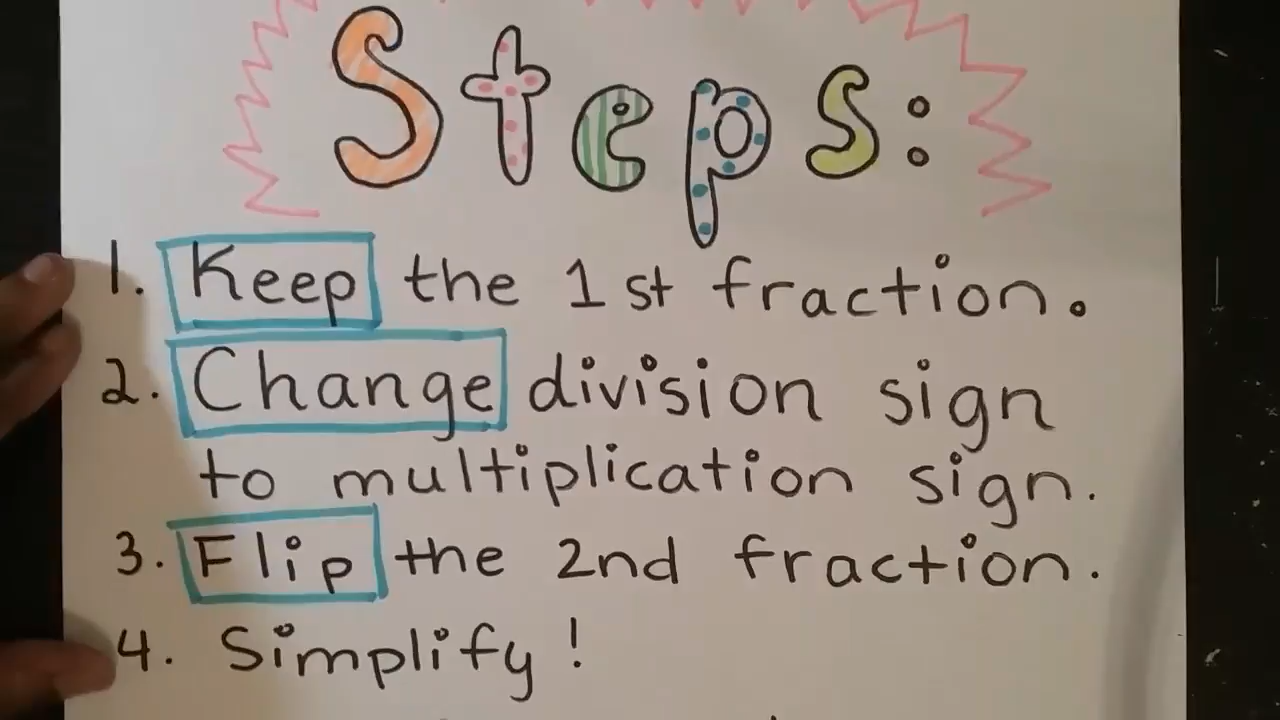 Steps:
1. Keep the 1st fraction.
2. Change division sign
to multiplication sign.
3. Flip the 2nd fraction.
4. Simplify!